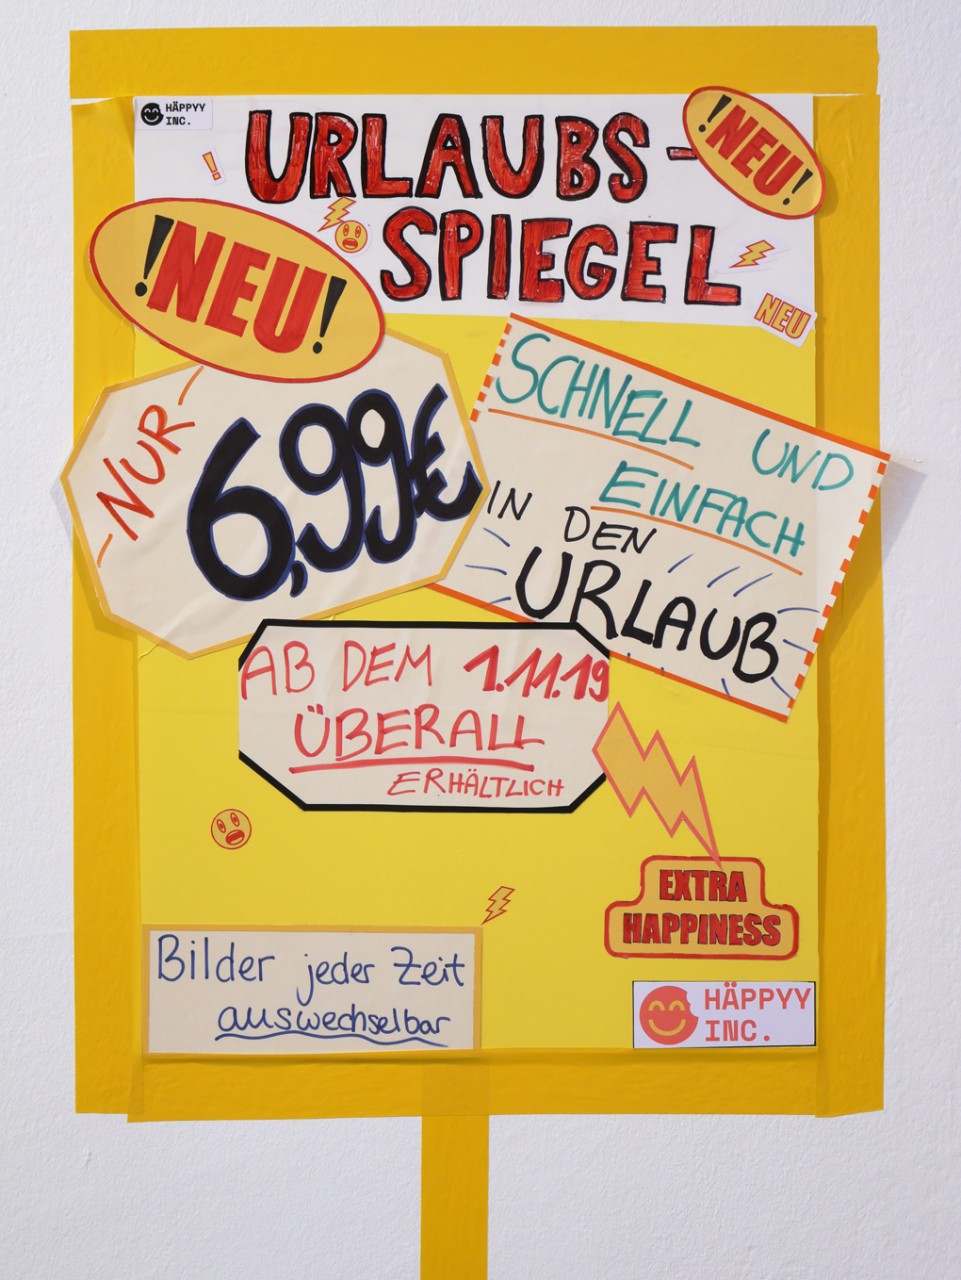 HÄPPYY
INC.
!
URLAUBS-
SPIEGEL
!NEU!
!NEU!
NEU
NUR
6,99€
SCHNELL UND
EINFACH
IN DEN
URLAUB
AB DEM 1.11.19
ÜBERALL
ERHÄLTLICH
EXTRA
HAPPINESS
Bilder jeder Zeit
auswechselbar
HÄPPYY
INC.